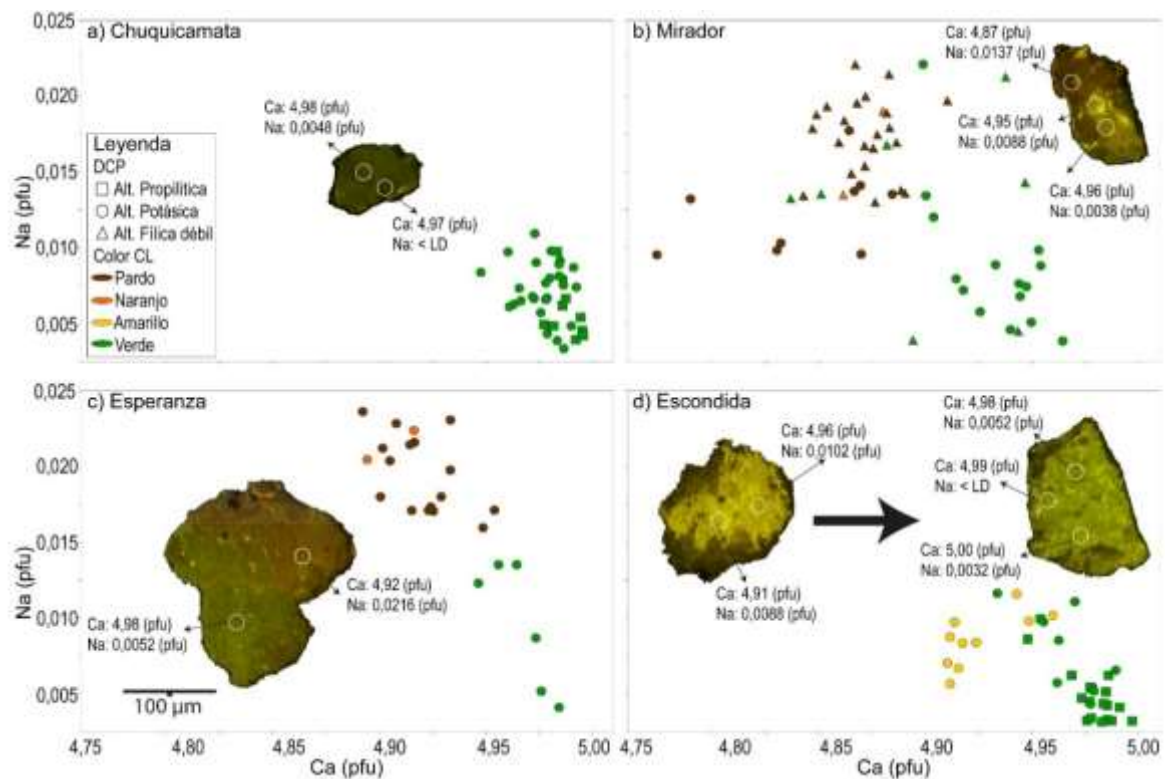 0,025
0,020
0,015
0,010
0,005
Na (pfu)
a) Chuquicamata
Ca: 4,98 (pfu)
Na: 0,0048 (pfu)
Ca: 4,97 (pfu)
Na: < LD
Leyenda
DCP
Alt. Propilítica
Alt. Potásica
Alt. Fílica débil
Color CL
Pardo
Naranjo
Amarillo
Verde
b) Mirador
Ca: 4,87 (pfu)
Na: 0,0137 (pfu)
Ca: 4,95 (pfu)
Na: 0,0088 (pfu)
Ca: 4,96 (pfu)
Na: 0,0038 (pfu)
0,025
0,020
0,015
0,010
0,005
Na (pfu)
c) Esperanza
Ca: 4,92 (pfu)
Na: 0,0216 (pfu)
Ca: 4,98 (pfu)
Na: 0,0052 (pfu)
100 µm
4,75
4,80
4,85
4,90
4,95
5,00
Ca (pfu)
d) Escondida
Ca: 4,96 (pfu)
Na: 0,0102 (pfu)
Ca: 4,91 (pfu)
Na: 0,0088 (pfu)
Ca: 4,98 (pfu)
Na: 0,0052 (pfu)
Ca: 4,99 (pfu)
Na: < LD
Ca: 5,00 (pfu)
Na: 0,0032 (pfu)
4,80
4,85
4,90
4,95
5,00
Ca (pfu)